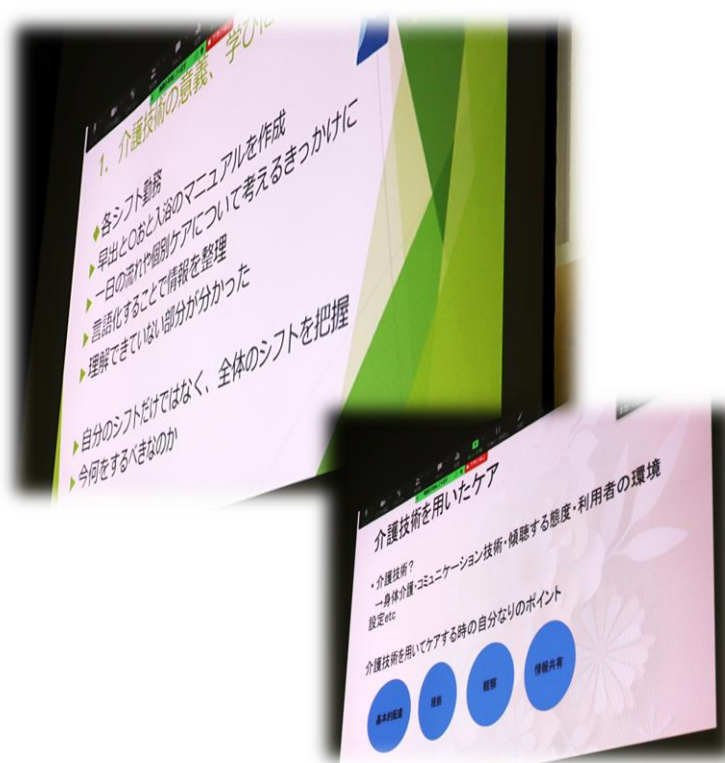 1. 介護技術の意義、学びに
◆各シフト勤務
▶早出と〇おと入浴のマニュアルを作成
▶一日の流れや個別ケアについて考えるきっかけに
▶言語化することで情報を整理
▶理解できていない部分が分かった
▶自分のシフトだけではなく、全体のシフトを把握
▶今何をするべきなのか
介護技術を用いたケア
・介護技術?
→身体介護・コミュニケーション技術・傾聴する態度・利用者の環境
設定etc
介護技術を用いてケアする時の自分なりのポイント
基本的配慮
観察
情報共有